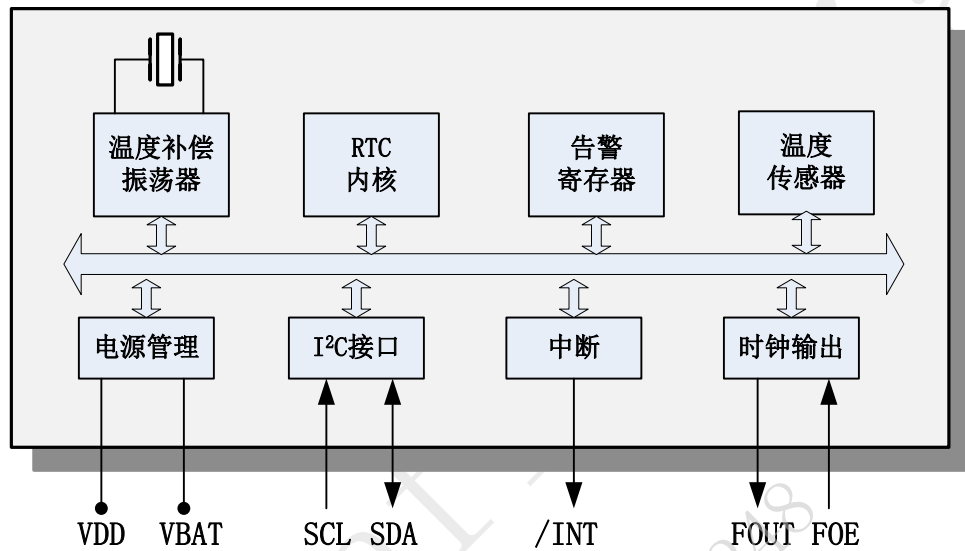 温度补偿
振荡器
RTC
内核
告警
寄存器
温度
传感器
电源管理
I²C接口
中断
时钟输出
VDD
VBAT
SCL
SDA
/INT
FOUT
FOE